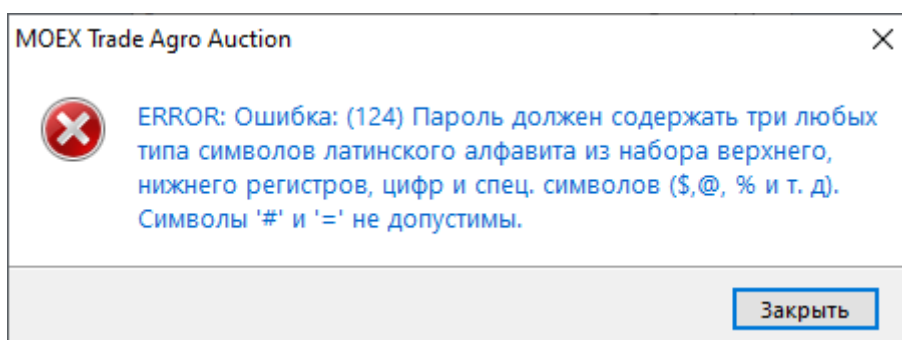 MOEX Trade Agro Auction
ERROR: Ошибка: (124) Пароль должен содержать три любых
типа символов латинского алфавита из набора верхнего,
нижнего регистров, цифр и спец. символов ($,@, % и т. д).
Символы '#' и '=' не допустимы.
Закрыть